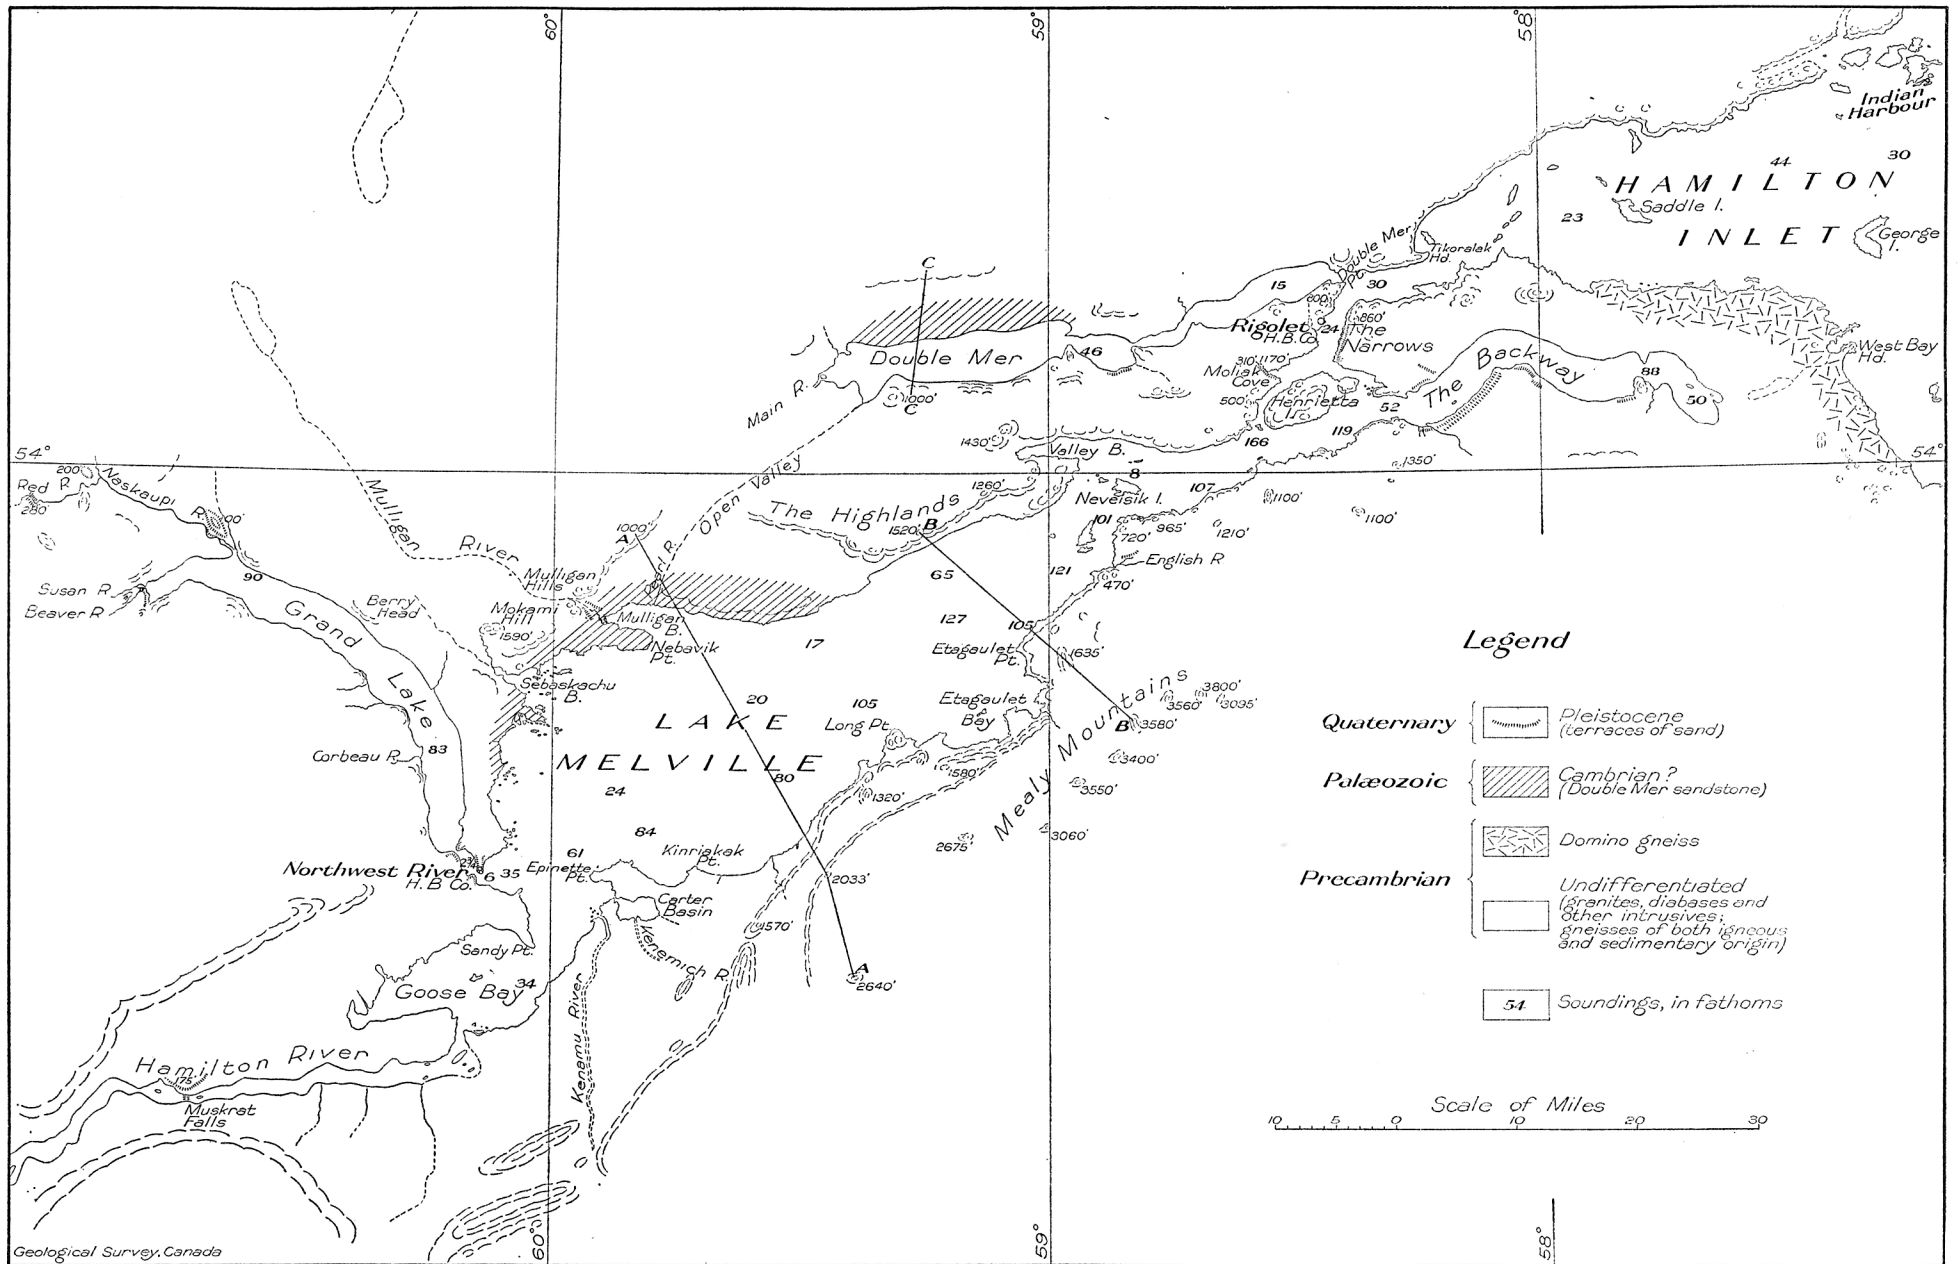 60°
59°
58°
Indian
Harbour
44
30
HAMILTON
Saddle I.
23
INLET
George
I.
Double Mer
Pt.
Tikoralak
Hd.
C
15
30
600'
860'
Rigolet
H.B.Co.
24
The
Narrows
Double Mer
46
310'
1170'
Moliak
Cove
The Backway
88
50
West Bay
Hd.
Main R.
1000'
C
500'
Henrietta
I.
52
119
166
1430'
Valley B.
8
1350'
54°
54°
200'
Red R.
280'
Naskaupi
R.
Mulligan
River
Open Valley
The Highlands
1260'
1520'
B
Neveisik I.
107
1100'
1100'
101
720'
965'
1210'
English R
470'
121
1000'
A
Pearl R.
65
90
Susan R.
Beaver R.
Grand
Lake
Berry
Head
Mulligan
Hills
Mokami
Hill
1590'
Mulligan
B.
Nebavik
Pt.
127
105
17
Etagaulet
Pt.
1635'
Sebaskachu
B.
20
105
Etagaulet
Bay
Long Pt.
LAKE
MELVILLE
Mealy Mountains
3800'
3560'
3095'
B
3580'
3400'
3550'
3060'
2675'
1580'
1320'
80
24
84
83
Corbeau R.
61
Kinriakak
Pt.
Northwest River
H.B Co.
6
35
Epinette
Pt.
2033'
Carter
Basin
Kenemich R.
1570'
A
2640'
Sandy Pt.
Goose Bay
34
Kenamu River
Hamilton River
175'
Muskrat
Falls
Legend
Quaternary
Pleistocene
(terraces of sand)
Palæozoic
Cambrian?
(Double Mer sandstone)
Precambrian
Domino gneiss
Undifferentiated
(granites, diabases and
other intrusives;
gneisses of both igneous
and sedimentary origin)
54
Soundings, in fathoms
Scale of Miles
10 5 0 10 20 30
Geological Survey, Canada
60°
59°
58°